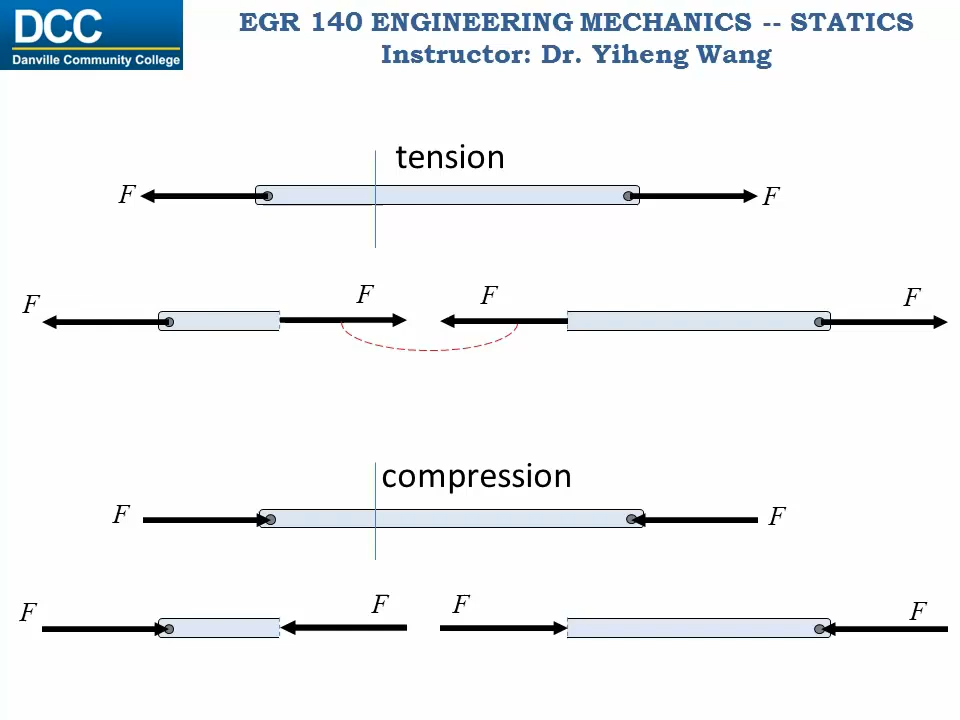 DCC
Danville Community College
EGR 140 ENGINEERING MECHANICS -- STATICS
Instructor: Dr. Yiheng Wang
tension
F
F
F
F
F
F
compression
F
F
F
F
F
F